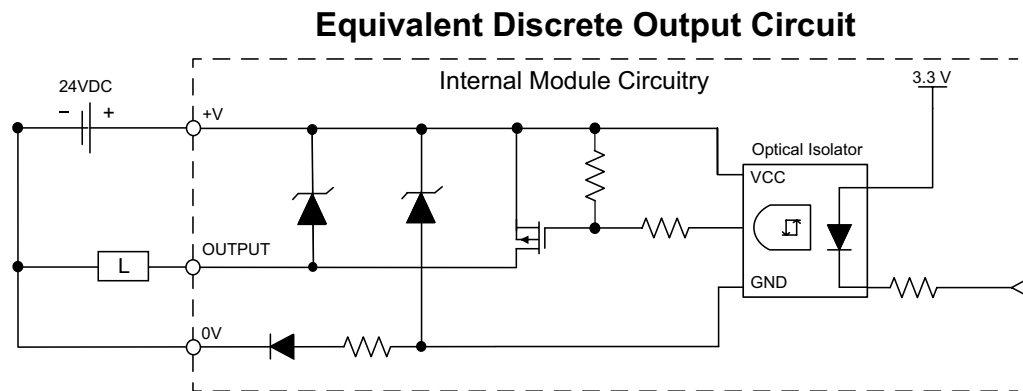 Equivalent Discrete Output Circuit
Internal Module Circuitry
24VDC
3.3 V
− +
+V
Optical Isolator
VCC
OUTPUT
L
GND
0V